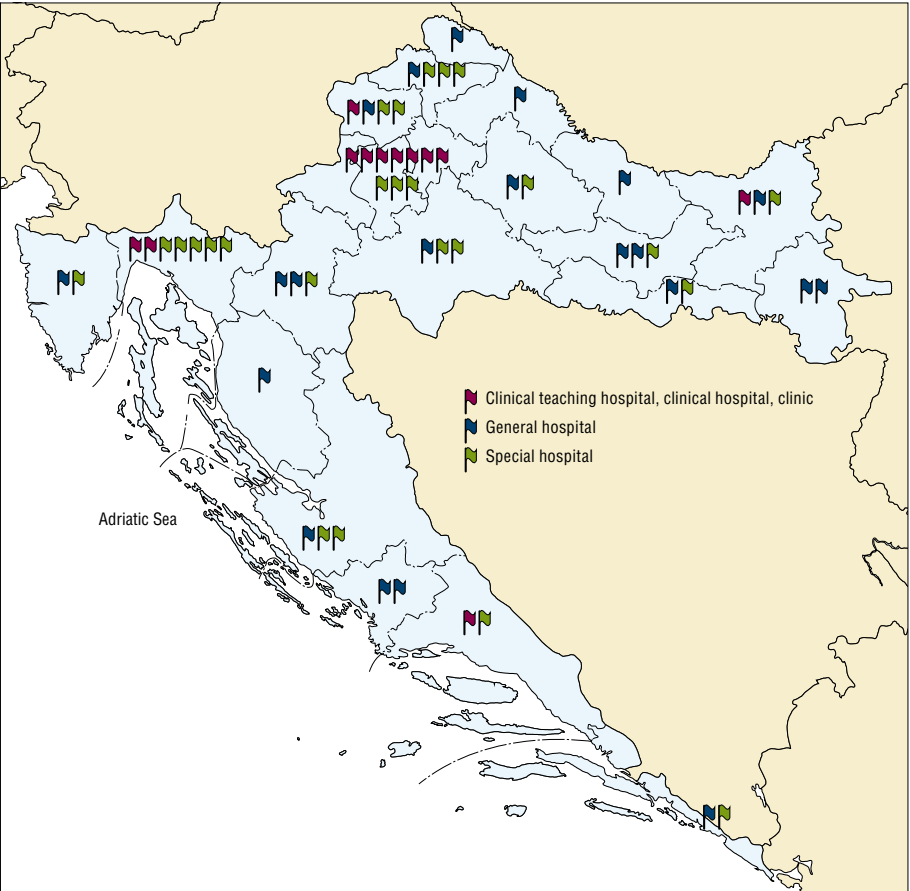 Clinical teaching hospital, clinical hospital, clinic
General hospital
Special hospital
Adriatic Sea